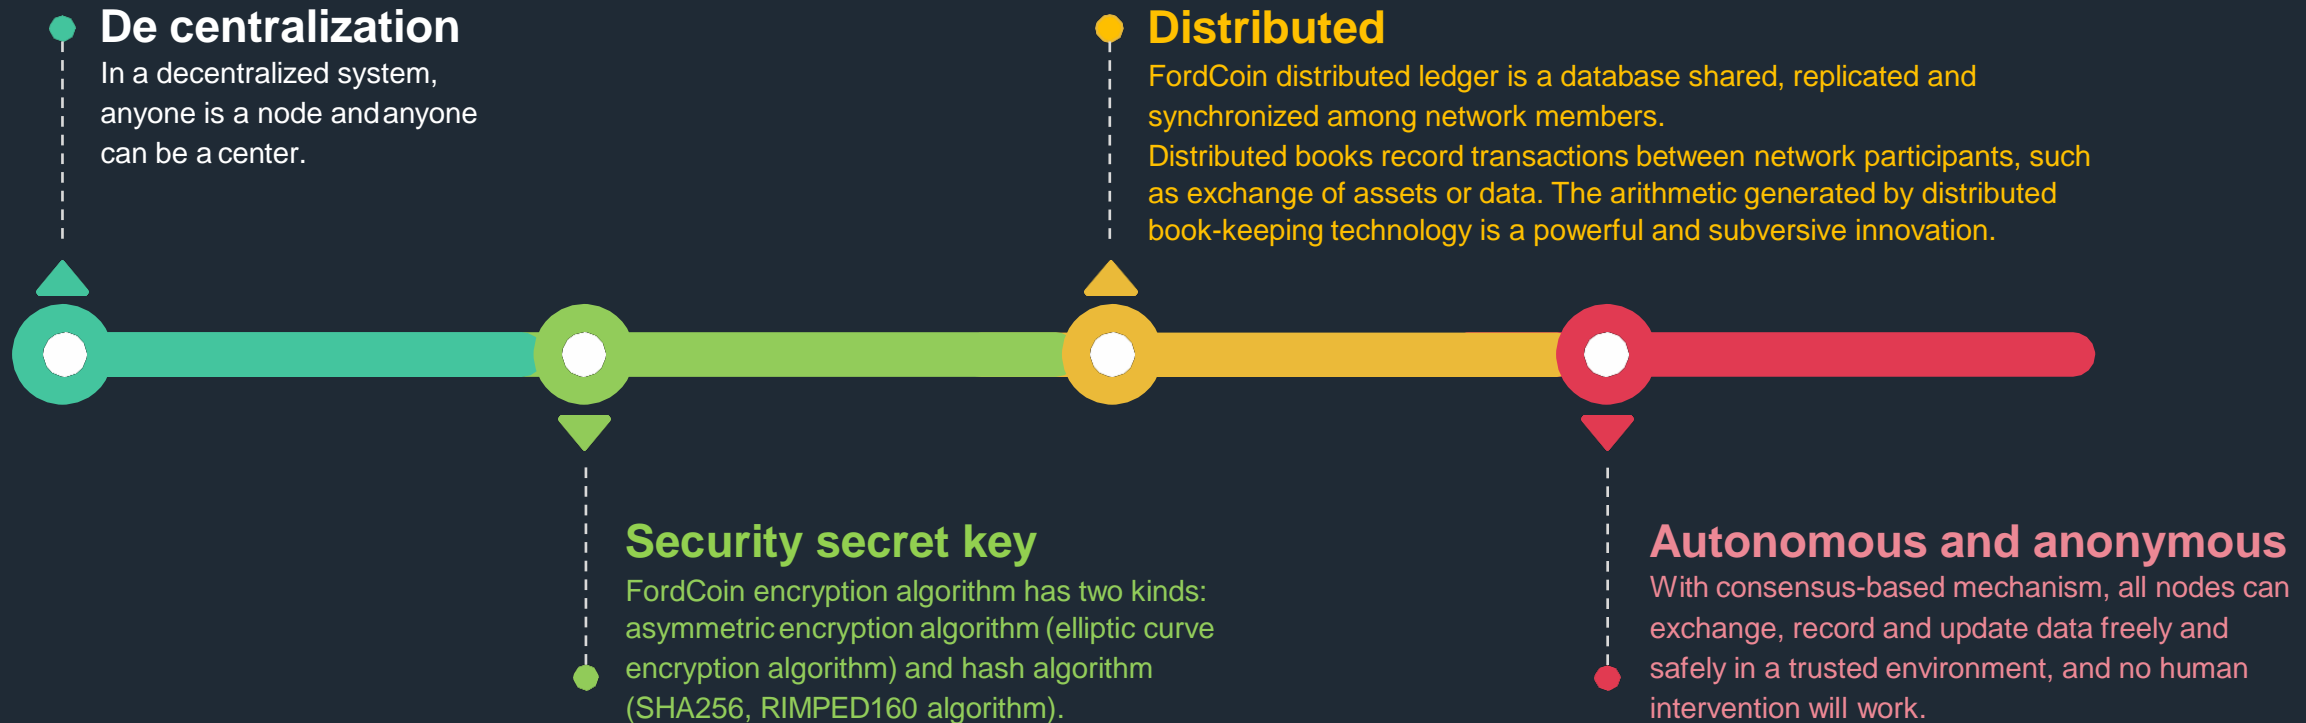 De centralization
In a decentralized system,
anyone is a node and anyone
can be a center.
Distributed
FordCoin distributed ledger is a database shared, replicated and
synchronized among network members.
Distributed books record transactions between network participants, such
as exchange of assets or data. The arithmetic generated by distributed
book-keeping technology is a powerful and subversive innovation.
Security secret key
FordCoin encryption algorithm has two kinds:
asymmetric encryption algorithm (elliptic curve
encryption algorithm) and hash algorithm
(SHA256, RIMPED160 algorithm).
Autonomous and anonymous
With consensus-based mechanism, all nodes can
exchange, record and update data freely and
safely in a trusted environment, and no human
intervention will work.